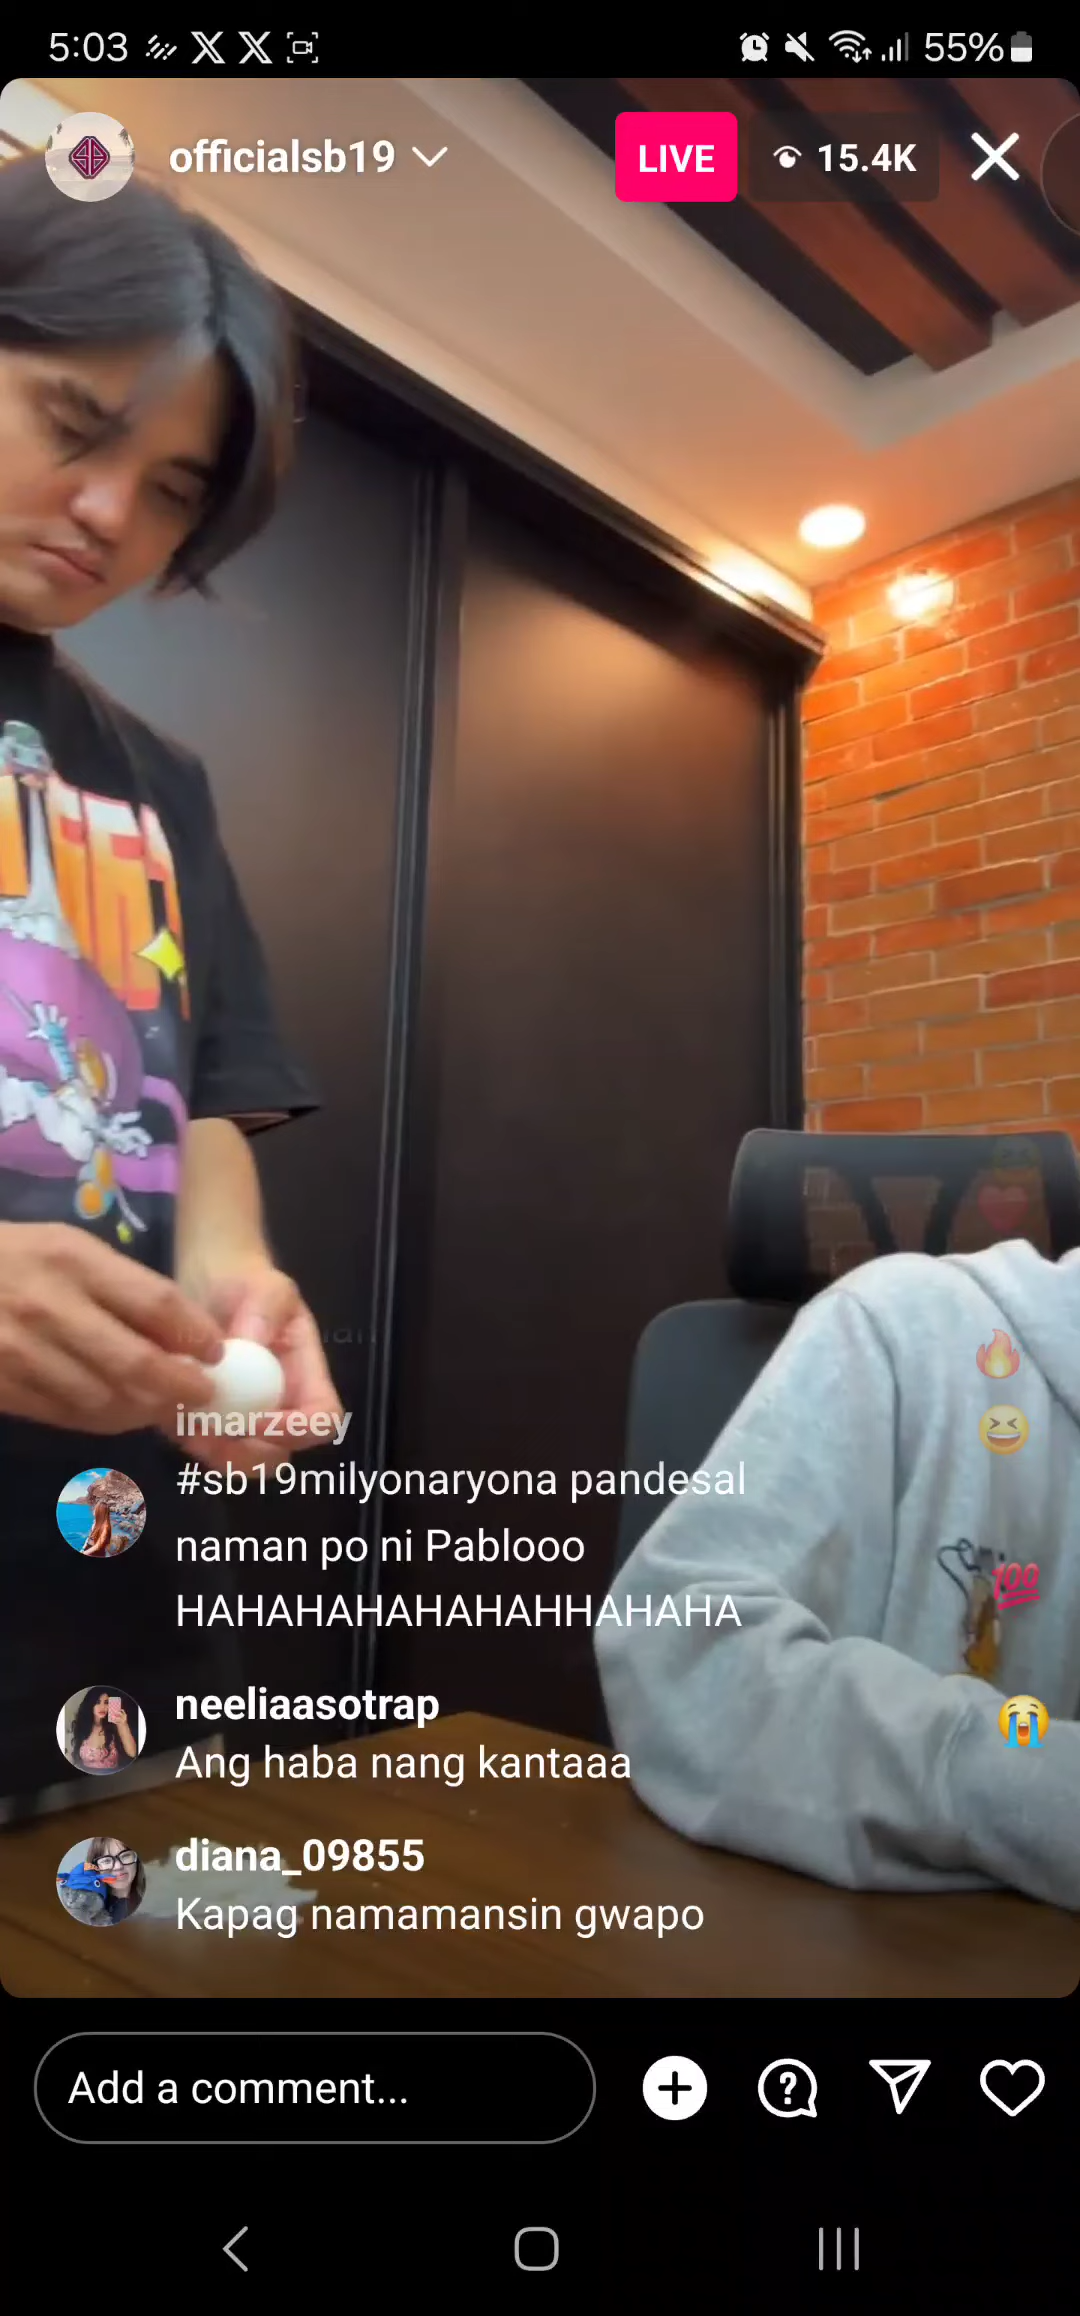 5:03
55%
officialsb19
LIVE
15.4K
imarzeey
#sb19milyonaryona pandesal
naman po ni Pablooo
HAHAHAHAHAHAHHAHAHA
neeliaasotrap
Ang haba nang kantaaa
diana_09855
Kapag namamansin gwapo
💯
Add a comment...